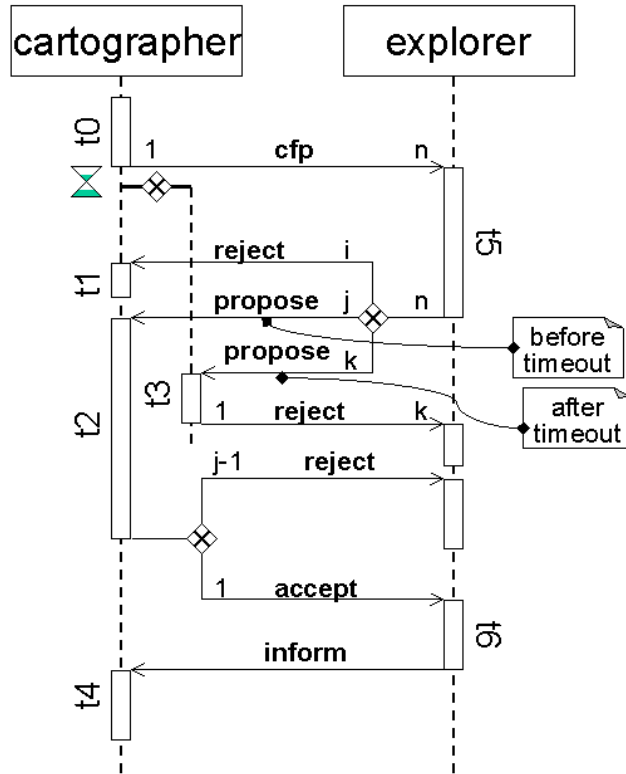 cartographer
explorer
t0
1 cfp n
t5
reject i
t1
propose j n
before
timeout
propose k
t3
after
timeout
t2
1 reject k
j-1 reject
1 accept
t6
inform
t4